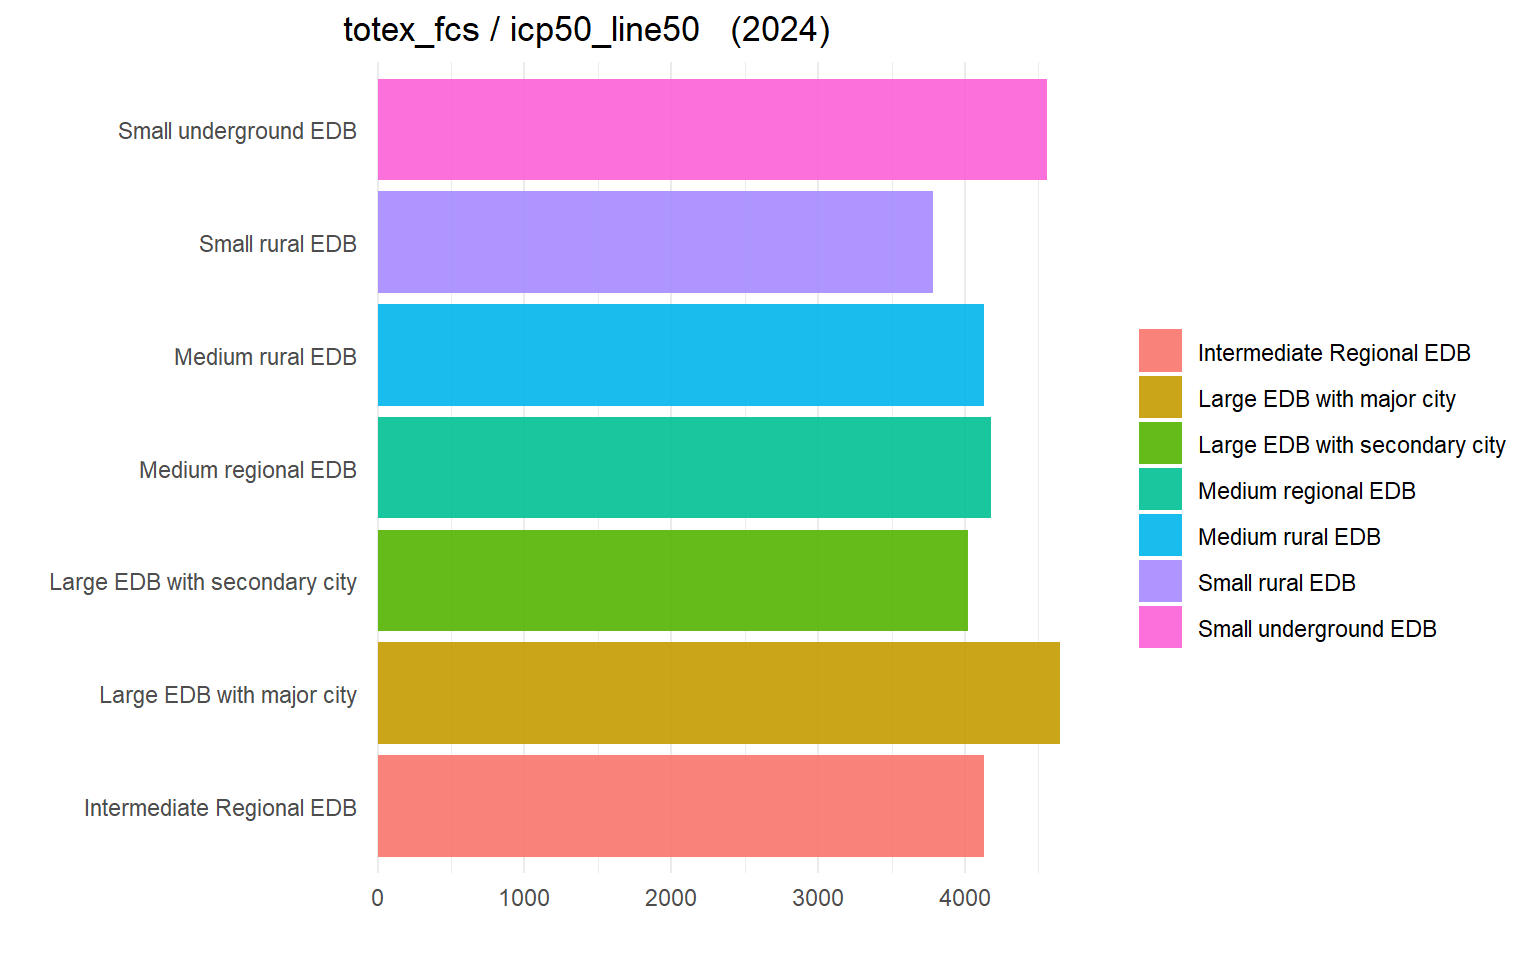 totex_fcs / icp50_line50   (2024)
Small underground EDB
Small rural EDB
Medium rural EDB
Medium regional EDB
Large EDB with secondary city
Large EDB with major city
Intermediate Regional EDB
0 1000 2000 3000 4000
Intermediate Regional EDB
Large EDB with major city
Large EDB with secondary city
Medium regional EDB
Medium rural EDB
Small rural EDB
Small underground EDB